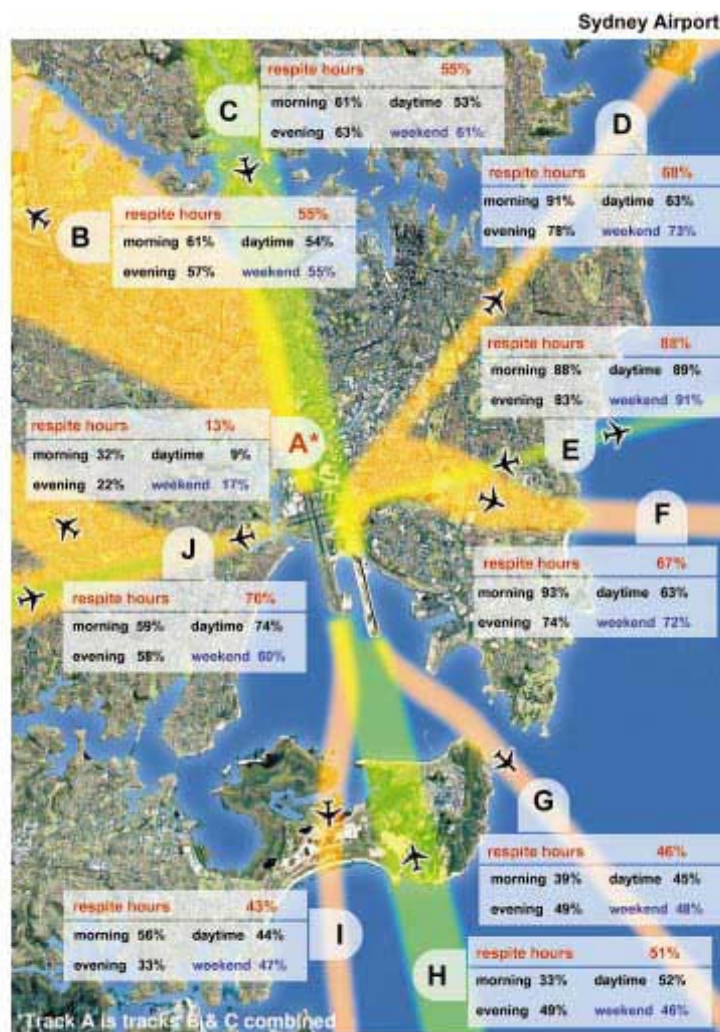 Sydney Airport
C
respite hours 55%
morning 61% daytime 53%
evening 63% weekend 61%
D
respite hours 68%
morning 91% daytime 63%
evening 78% weekend 73%
B
respite hours 55%
morning 61% daytime 54%
evening 57% weekend 55%
respite hours 88%
morning 88% daytime 89%
evening 83% weekend 91%
E
A*
respite hours 13%
morning 32% daytime 9%
evening 22% weekend 17%
F
respite hours 67%
morning 93% daytime 63%
evening 74% weekend 72%
J
respite hours 70%
morning 59% daytime 74%
evening 58% weekend 60%
G
respite hours 46%
morning 39% daytime 45%
evening 49% weekend 48%
I
respite hours 43%
morning 56% daytime 44%
evening 33% weekend 47%
H
respite hours 51%
morning 33% daytime 52%
evening 49% weekend 46%
*Track A is tracks B & C combined